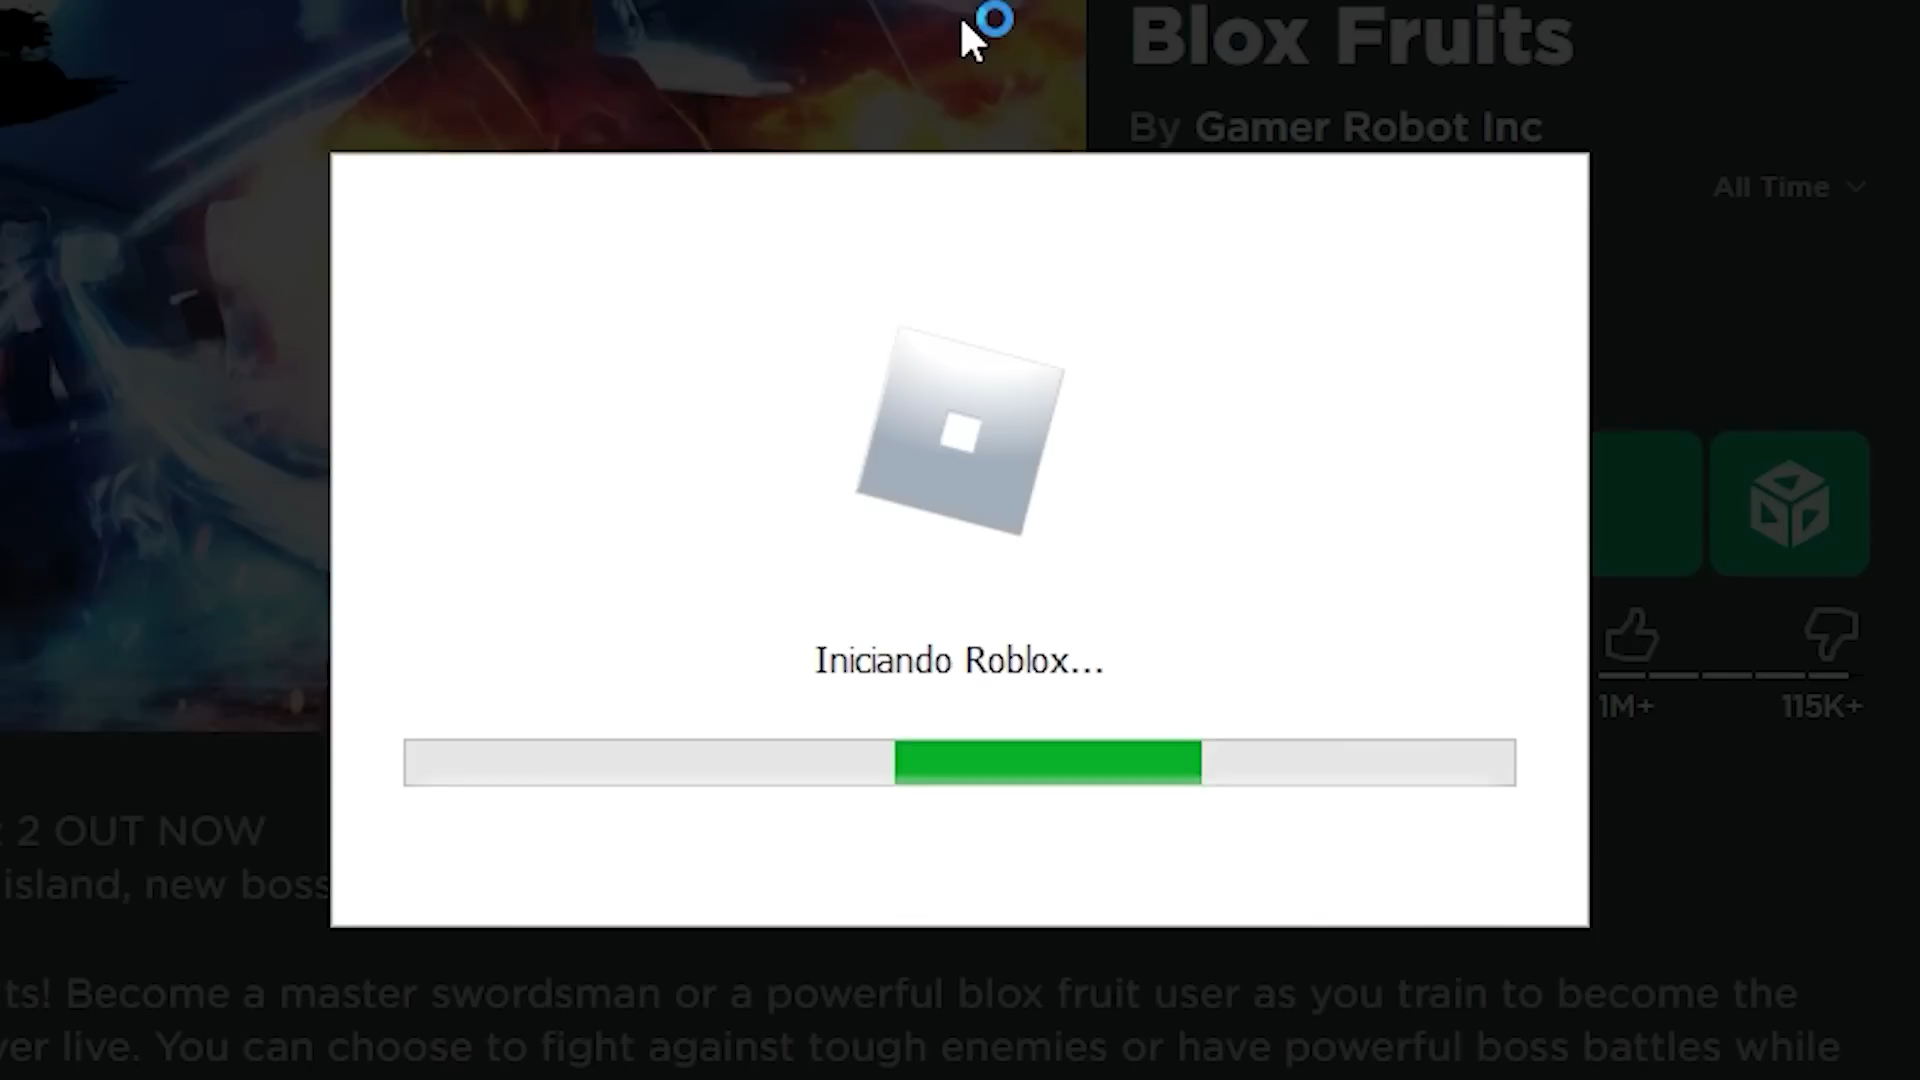 Blox Fruits
By Gamer Robot Inc
All Time
Iniciando Roblox...
1M+
115K+
2 OUT NOW
island, new boss
ts! Become a master swordsman or a powerful blox fruit user as you train to become the
ver live. You can choose to fight against tough enemies or have powerful boss battles while